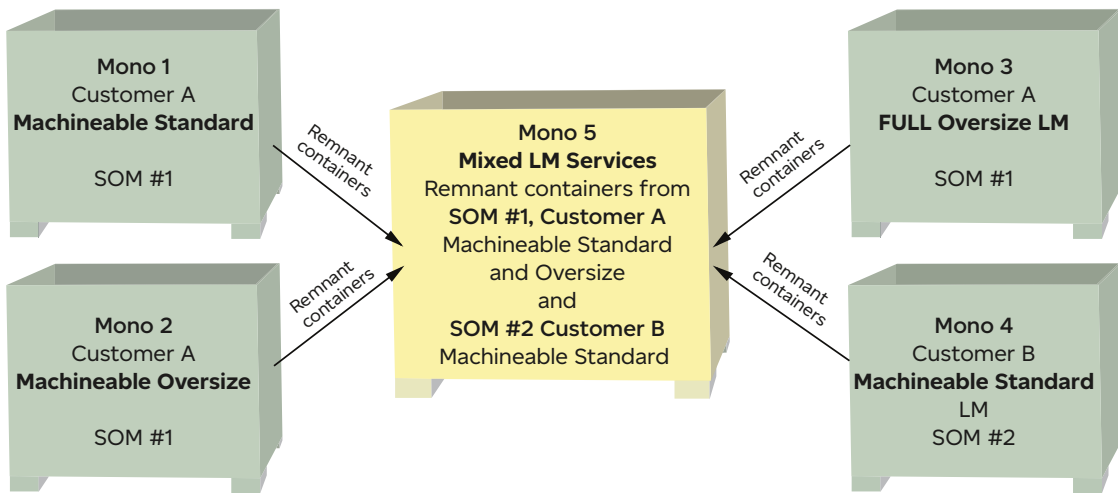 Mono 1
Customer A
Machineable Standard
SOM #1
Remnant
containers
Mono 2
Customer A
Machineable Oversize
SOM #1
Remnant
containers
Mono 5
Mixed LM Services
Remnant containers from
SOM #1, Customer A
Machineable Standard
and Oversize
and
SOM #2 Customer B
Machineable Standard
Remnant
containers
Mono 3
Customer A
FULL Oversize LM
SOM #1
Remnant
containers
Mono 4
Customer B
Machineable Standard
LM
SOM #2